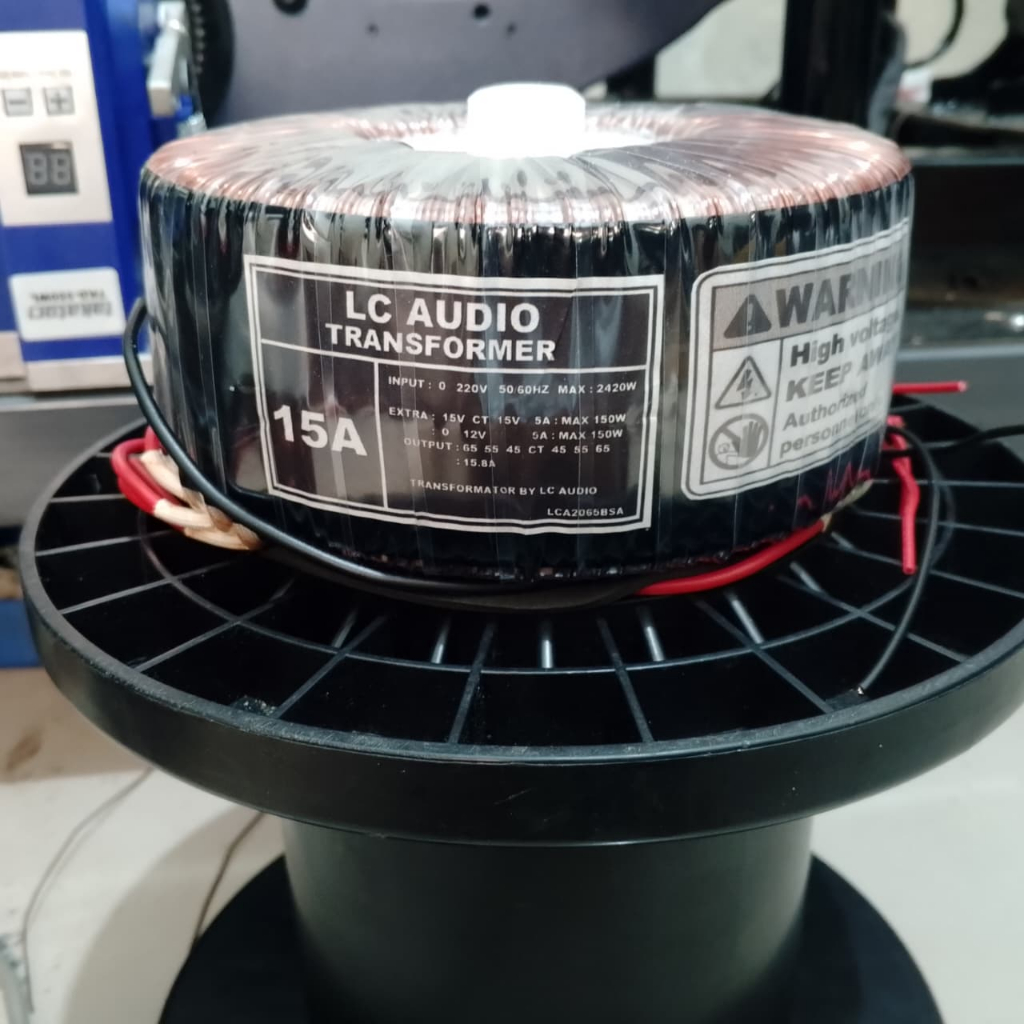 LC AUDIO
TRANSFORMER
15A
INPUT : 0 220V 50/60HZ MAX : 2420W
EXTRA : 15V CT 15V 5A : MAX 150W
: 0 12V 5A : MAX 150W
OUTPUT : 65 55 45 CT 45 55 65
: 15.8A
TRANSFORMATOR BY LC AUDIO
LCA2065BSA
WARNIN
High voltage
KEEP AWA
Authorized
person